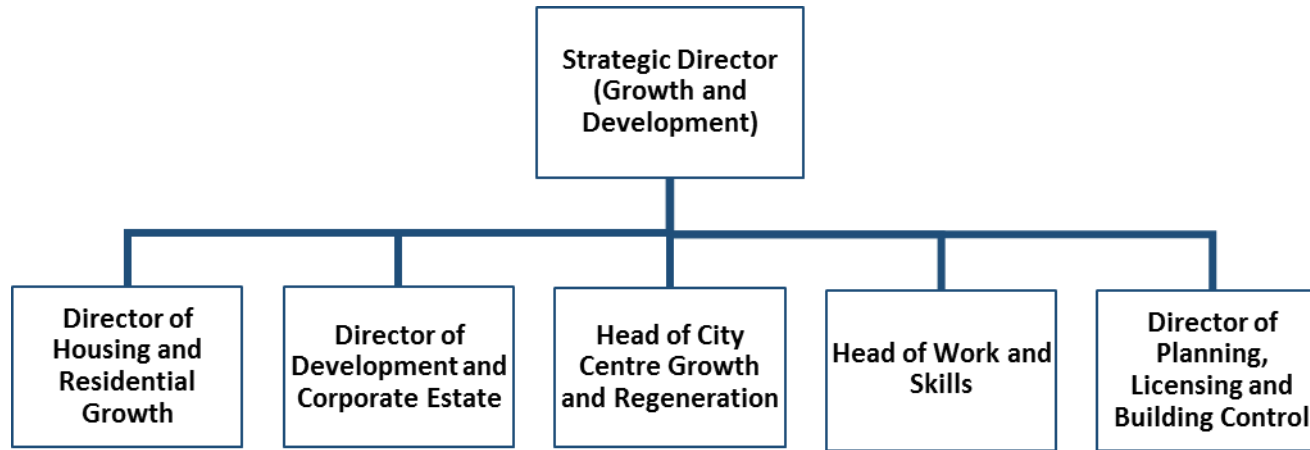 Strategic Director
(Growth and
Development)
Director of
Housing and
Residential
Growth
Director of
Development and
Corporate Estate
Head of City
Centre Growth
and Regeneration
Head of Work and
Skills
Director of
Planning,
Licensing and
Building Control